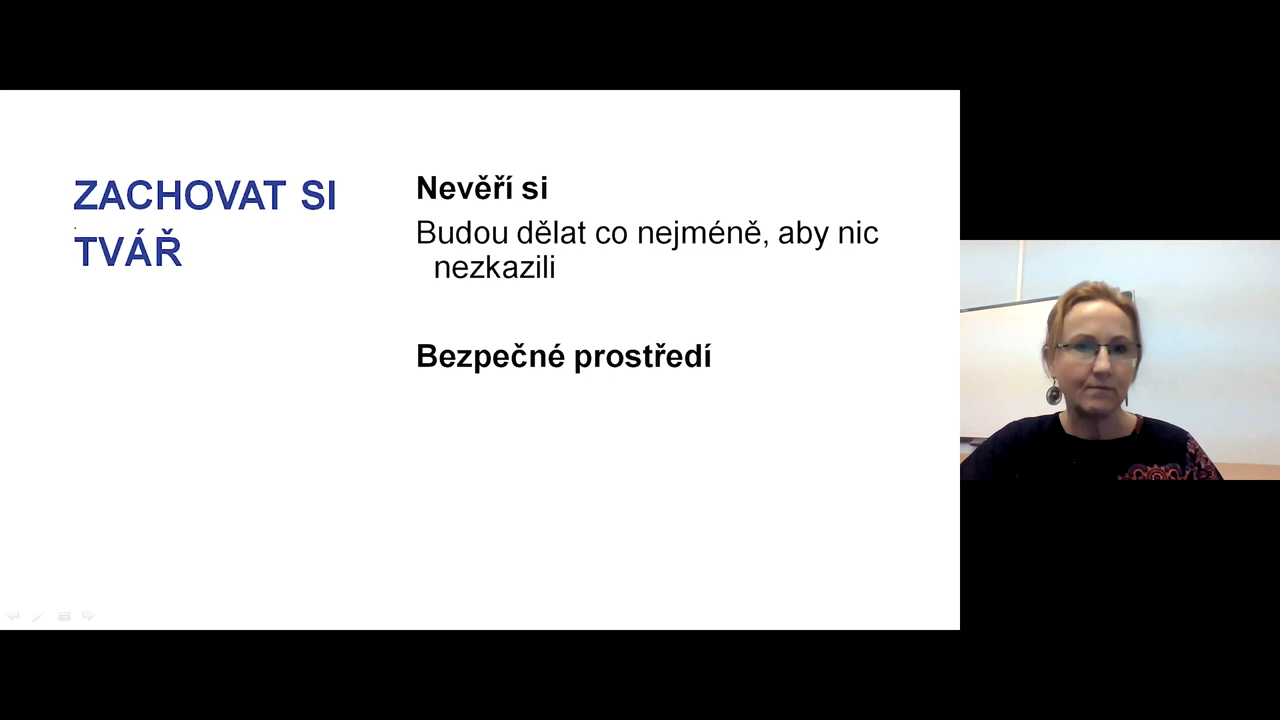 ZACHOVAT SI
TVÁŘ
Nevěří si
Budou dělat co nejméně, aby nic
nezkazili
Bezpečné prostředí